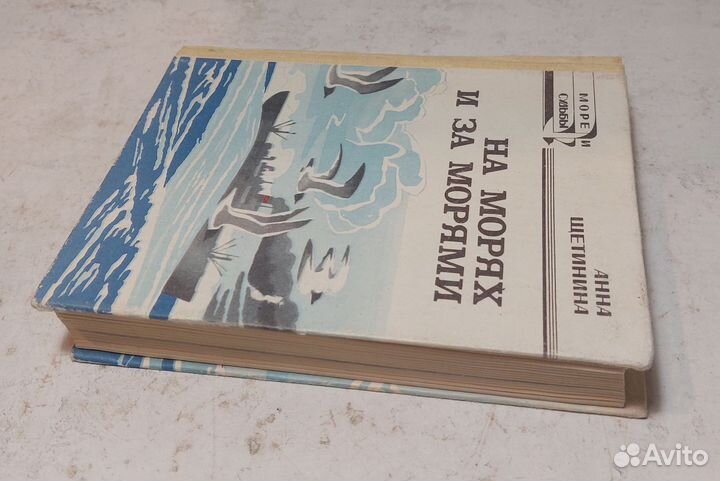 АННА
ЩЕТИНИНА
МОРЕ И
СУДЬБЫ
НА МОРЯХ
И ЗА МОРЯМИ
Avito